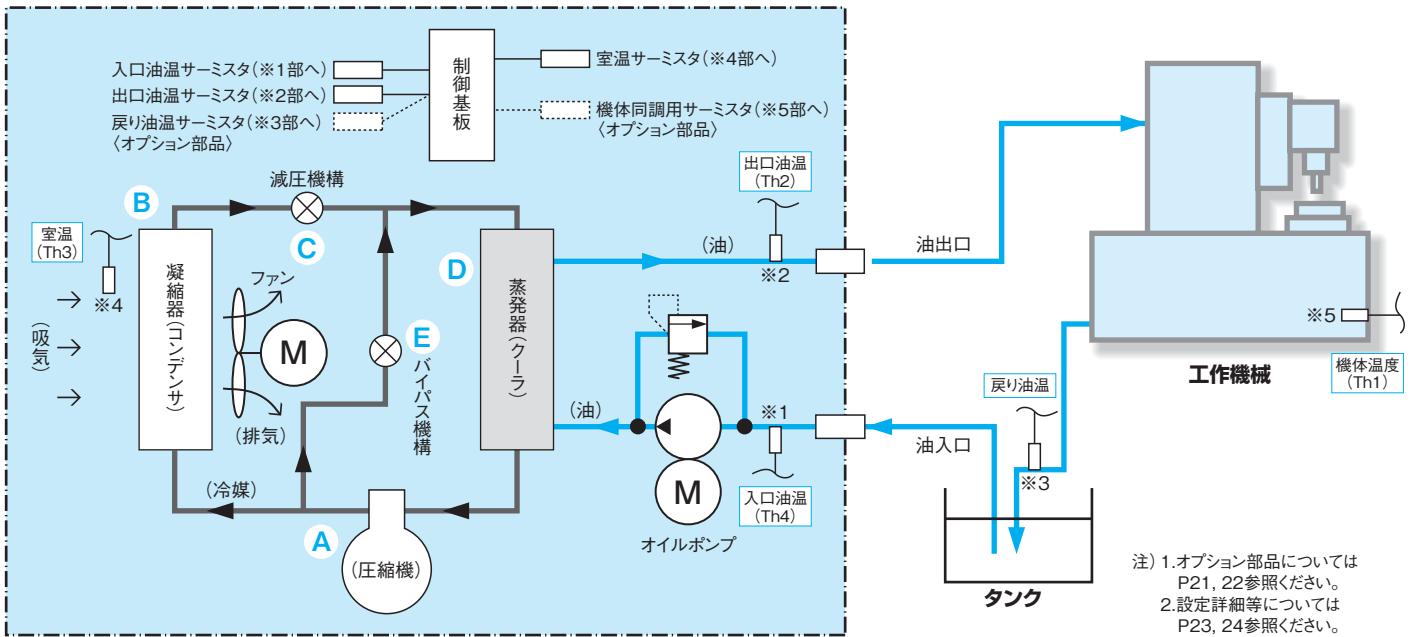 入口油温サーミスタ(※1部へ)
出口油温サーミスタ(※2部へ)
戻り油温サーミスタ(※3部へ)
〈オプション部品〉
制御基板
室温サーミスタ(※4部へ)
機体同調用サーミスタ(※5部へ)
〈オプション部品〉
減圧機構
B
C
室温
(Th3)
※4
(吸気)
凝縮器(コンデンサ)
ファン
M
(排気)
E
バイパス機構
D
蒸発器(クーラ)
(冷媒)
A
(圧縮機)
出口油温
(Th2)
(油)
※2
油出口
(油)
※1
油入口
M
オイルポンプ
入口油温
(Th4)
※5
工作機械
機体温度
(Th1)
戻り油温
※3
タンク
注) 1.オプション部品については
P21, 22参照ください。
2.設定詳細等については
P23, 24参照ください。